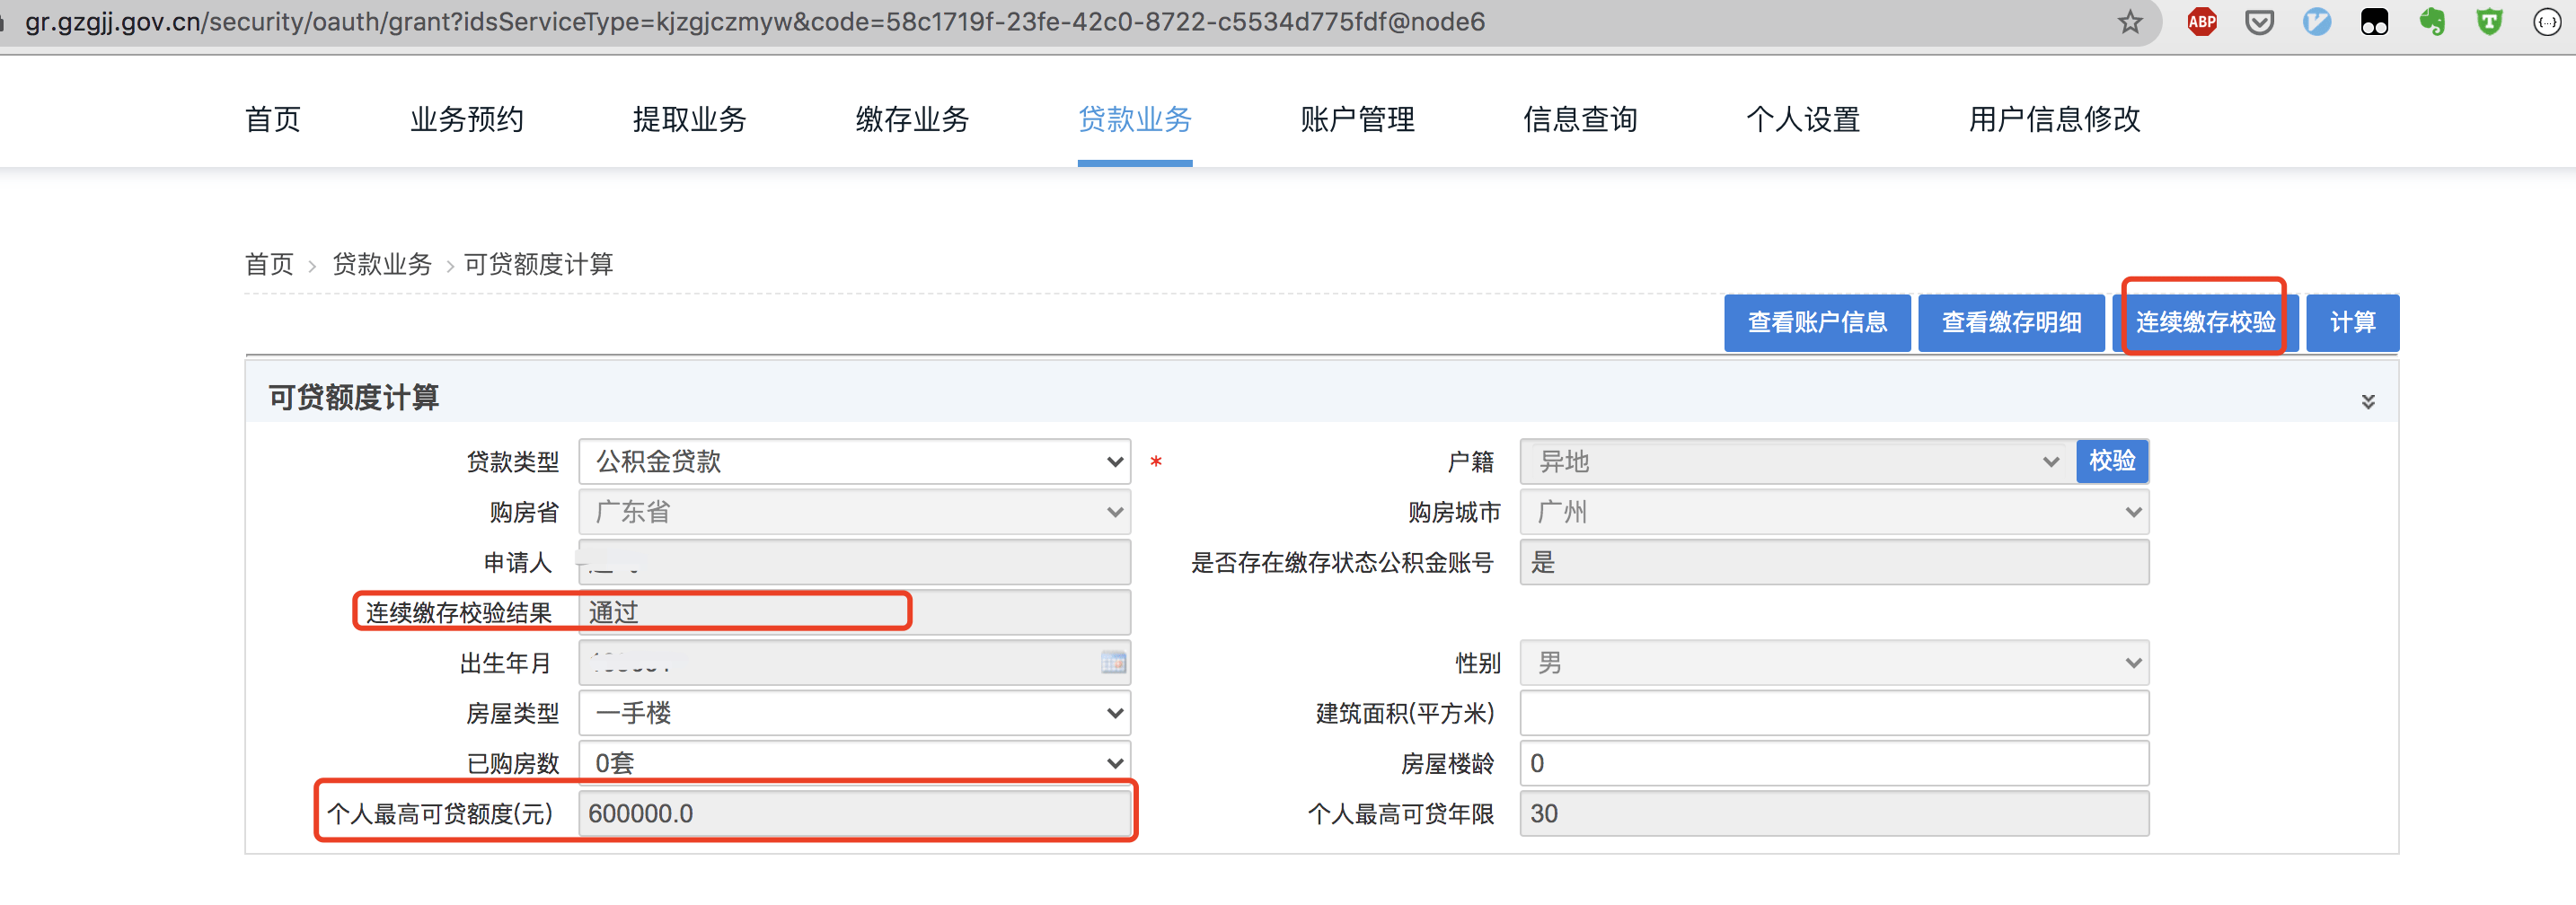 gr.gzgjj.gov.cn/security/oauth/grant?idsServiceType=kjzgjczmyw&code=58c1719f-23fe-42c0-8722-c5534d775fdf@node6
ABP
首页 业务预约 提取业务 缴存业务 贷款业务 账户管理 信息查询 个人设置 用户信息修改
首页 > 贷款业务 > 可贷额度计算
查看账户信息 查看缴存明细 连续缴存校验 计算
可贷额度计算
贷款类型 公积金贷款 * 户籍 异地 校验
购房省 广东省 购房城市 广州
申请人 是否存在缴存状态公积金账号 是
连续缴存校验结果 通过
出生年月 性别 男
房屋类型 一手楼 建筑面积(平方米)
已购房数 0套 房屋楼龄 0
个人最高可贷额度(元) 600000.0 个人最高可贷年限 30